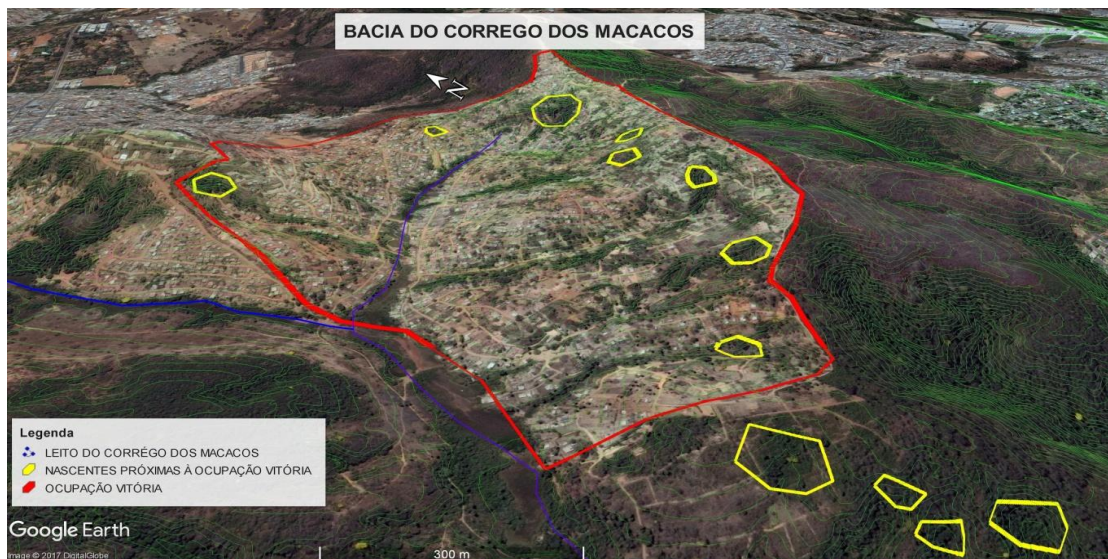 BACIA DO CORREGO DOS MACACOS
N
Legenda
LEITO DO CORRÉGO DOS MACACOS
NASCENTES PRÓXIMAS À OCUPAÇÃO VITÓRIA
OCUPAÇÃO VITÓRIA
Google Earth
Image © 2017 DigitalGlobe
300 m